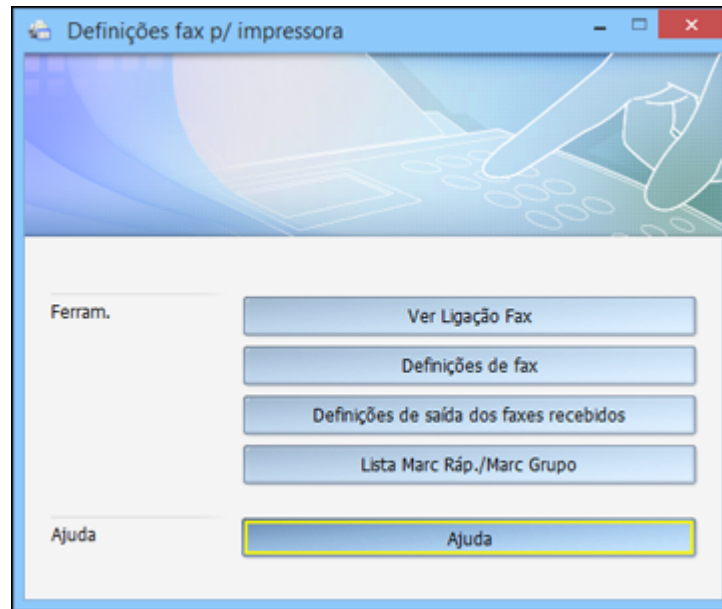 Definições fax p/ impressora
Ferram.
Ver Ligação Fax
Definições de fax
Definições de saída dos faxes recebidos
Lista Marc Ráp./Marc Grupo
Ajuda
Ajuda